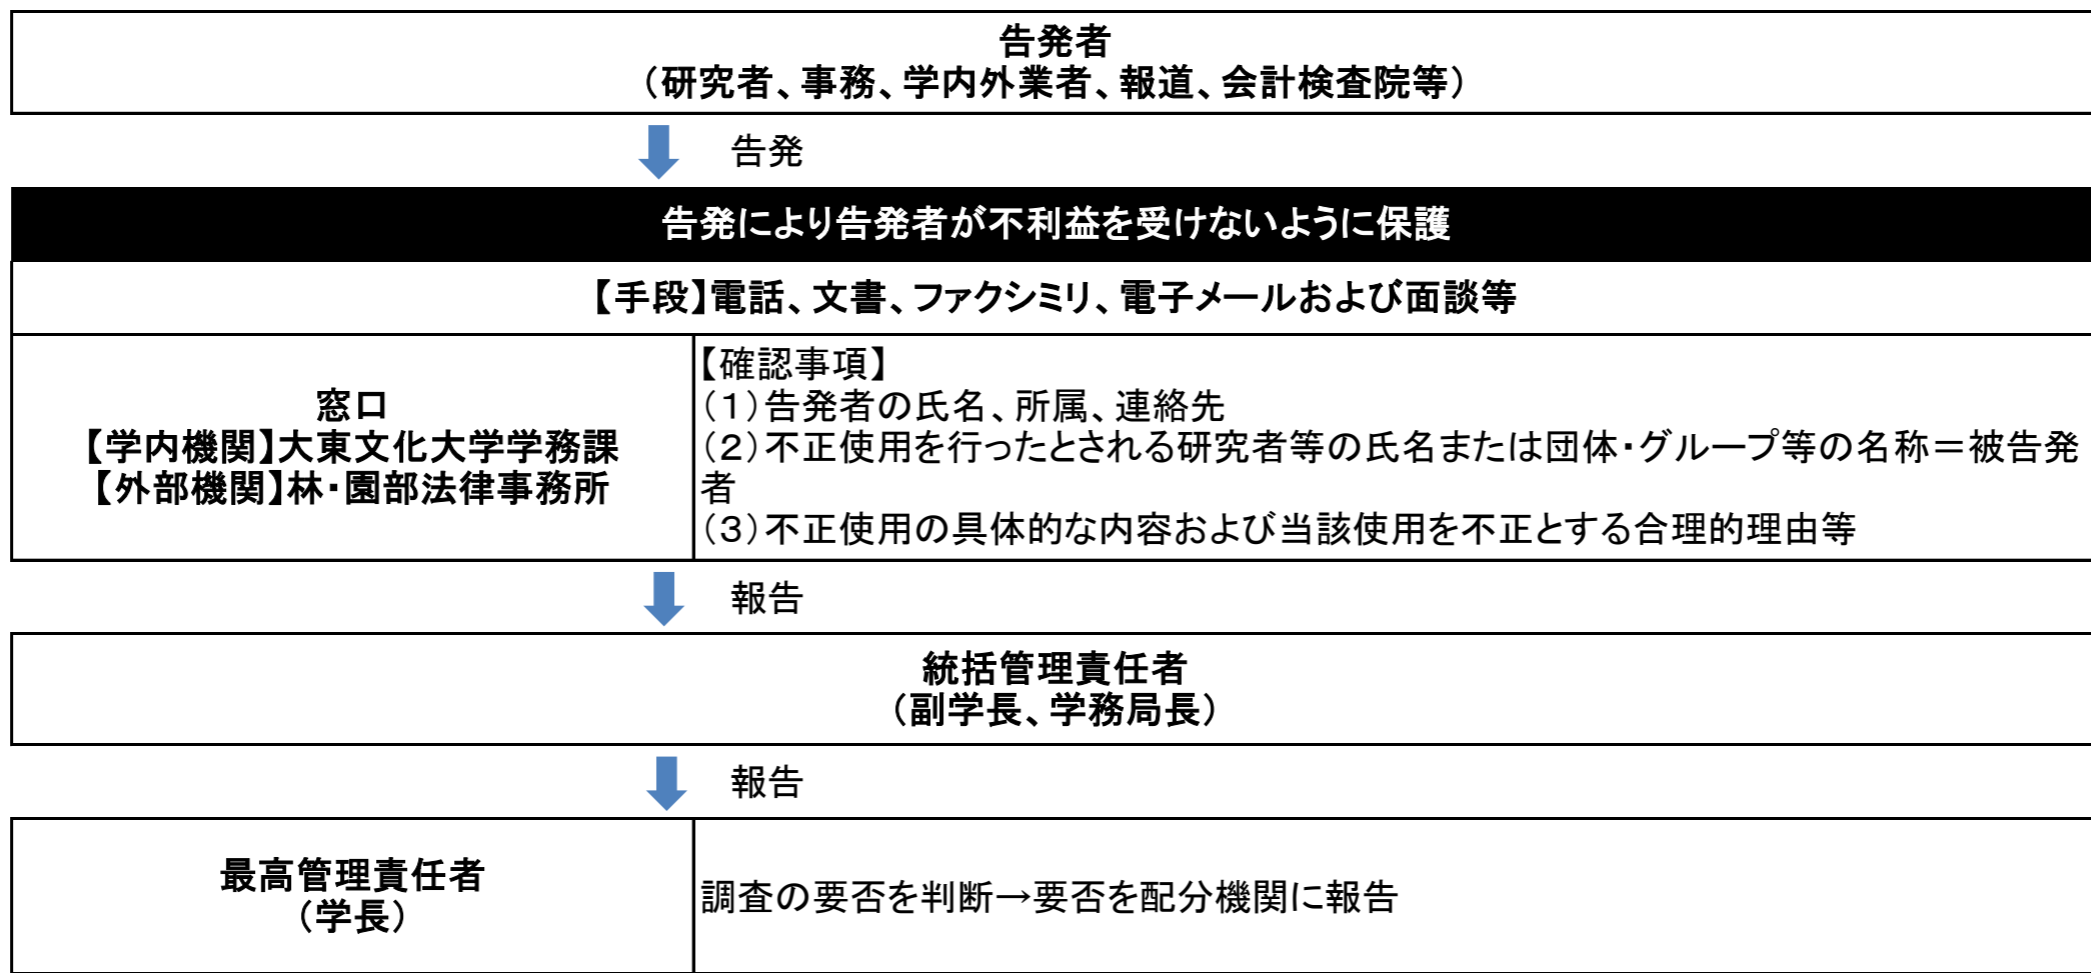 告発者
（研究者、事務、学内外業者、報道、会計検査院等）
告発
告発により告発者が不利益を受けないように保護
【手段】電話、文書、ファクシミリ、電子メールおよび面談等
窓口
【学内機関】大東文化大学学務課
【外部機関】林・園部法律事務所
【確認事項】
（１）告発者の氏名、所属、連絡先
（２）不正使用を行ったとされる研究者等の氏名または団体・グループ等の名称＝被告発
者
（３）不正使用の具体的な内容および当該使用を不正とする合理的理由等
報告
統括管理責任者
（副学長、学務局長）
報告
最高管理責任者
（学長）
調査の要否を判断→要否を配分機関に報告